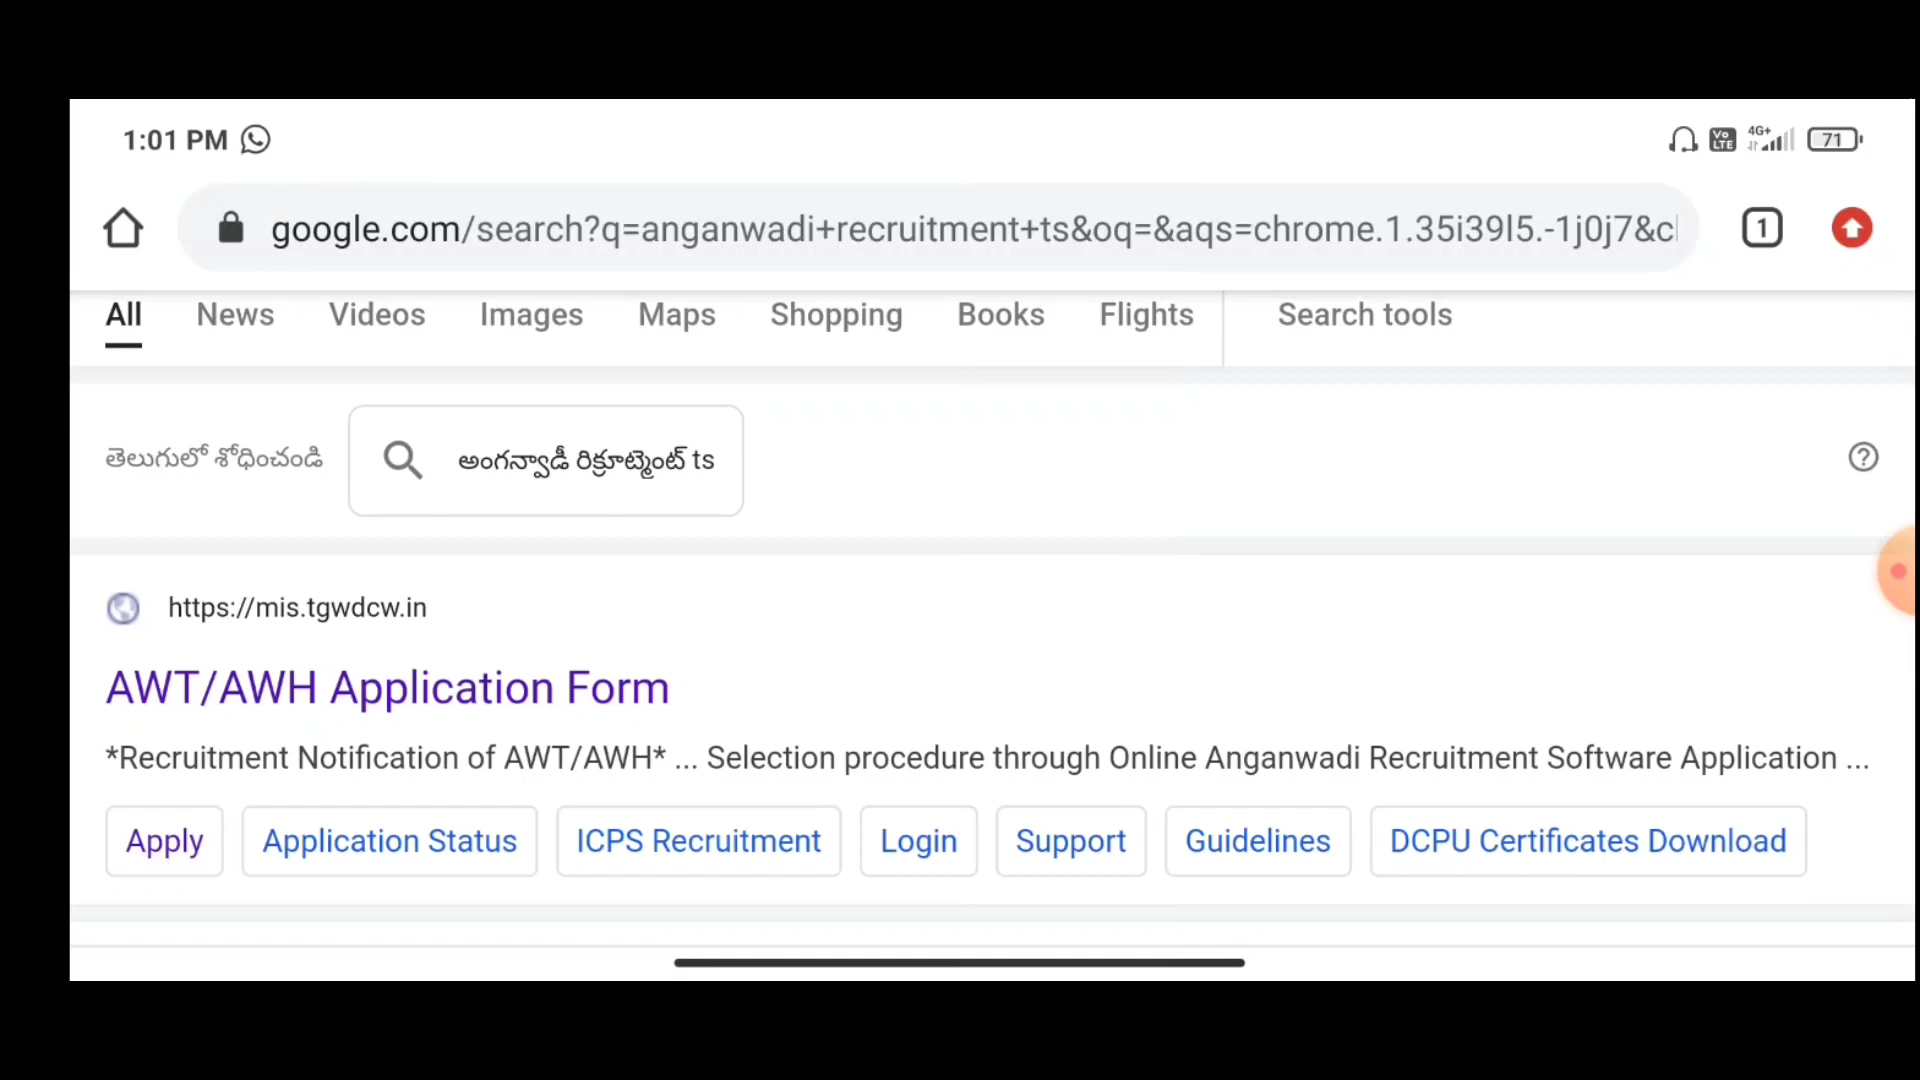 1:01 PM
Vo LTE 4G+ 71
google.com/search?q=anganwadi+recruitment+ts&oq=&aqs=chrome.1.35i39l5.-1j0j7&c
1
All News Videos Images Maps Shopping Books Flights Search tools
తెలుగులో శోధించండి అంగన్వాడీ రిక్రూట్మెంట్ ts
https://mis.tgwdcw.in
AWT/AWH Application Form
*Recruitment Notification of AWT/AWH* ... Selection procedure through Online Anganwadi Recruitment Software Application ...
Apply Application Status ICPS Recruitment Login Support Guidelines DCPU Certificates Download